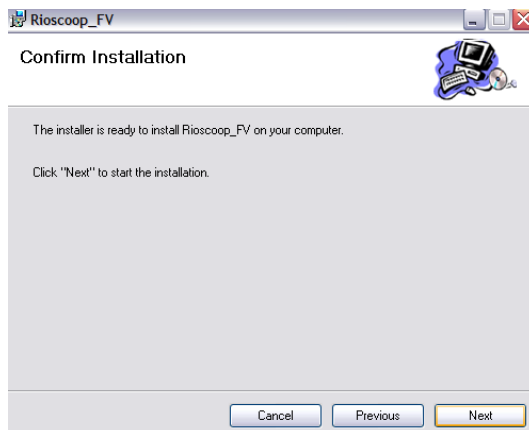 Rioscoop_FV
Confirm Installation
The installer is ready to install Rioscoop_FV on your computer.
Click "Next" to start the installation.
Cancel
Previous
Next